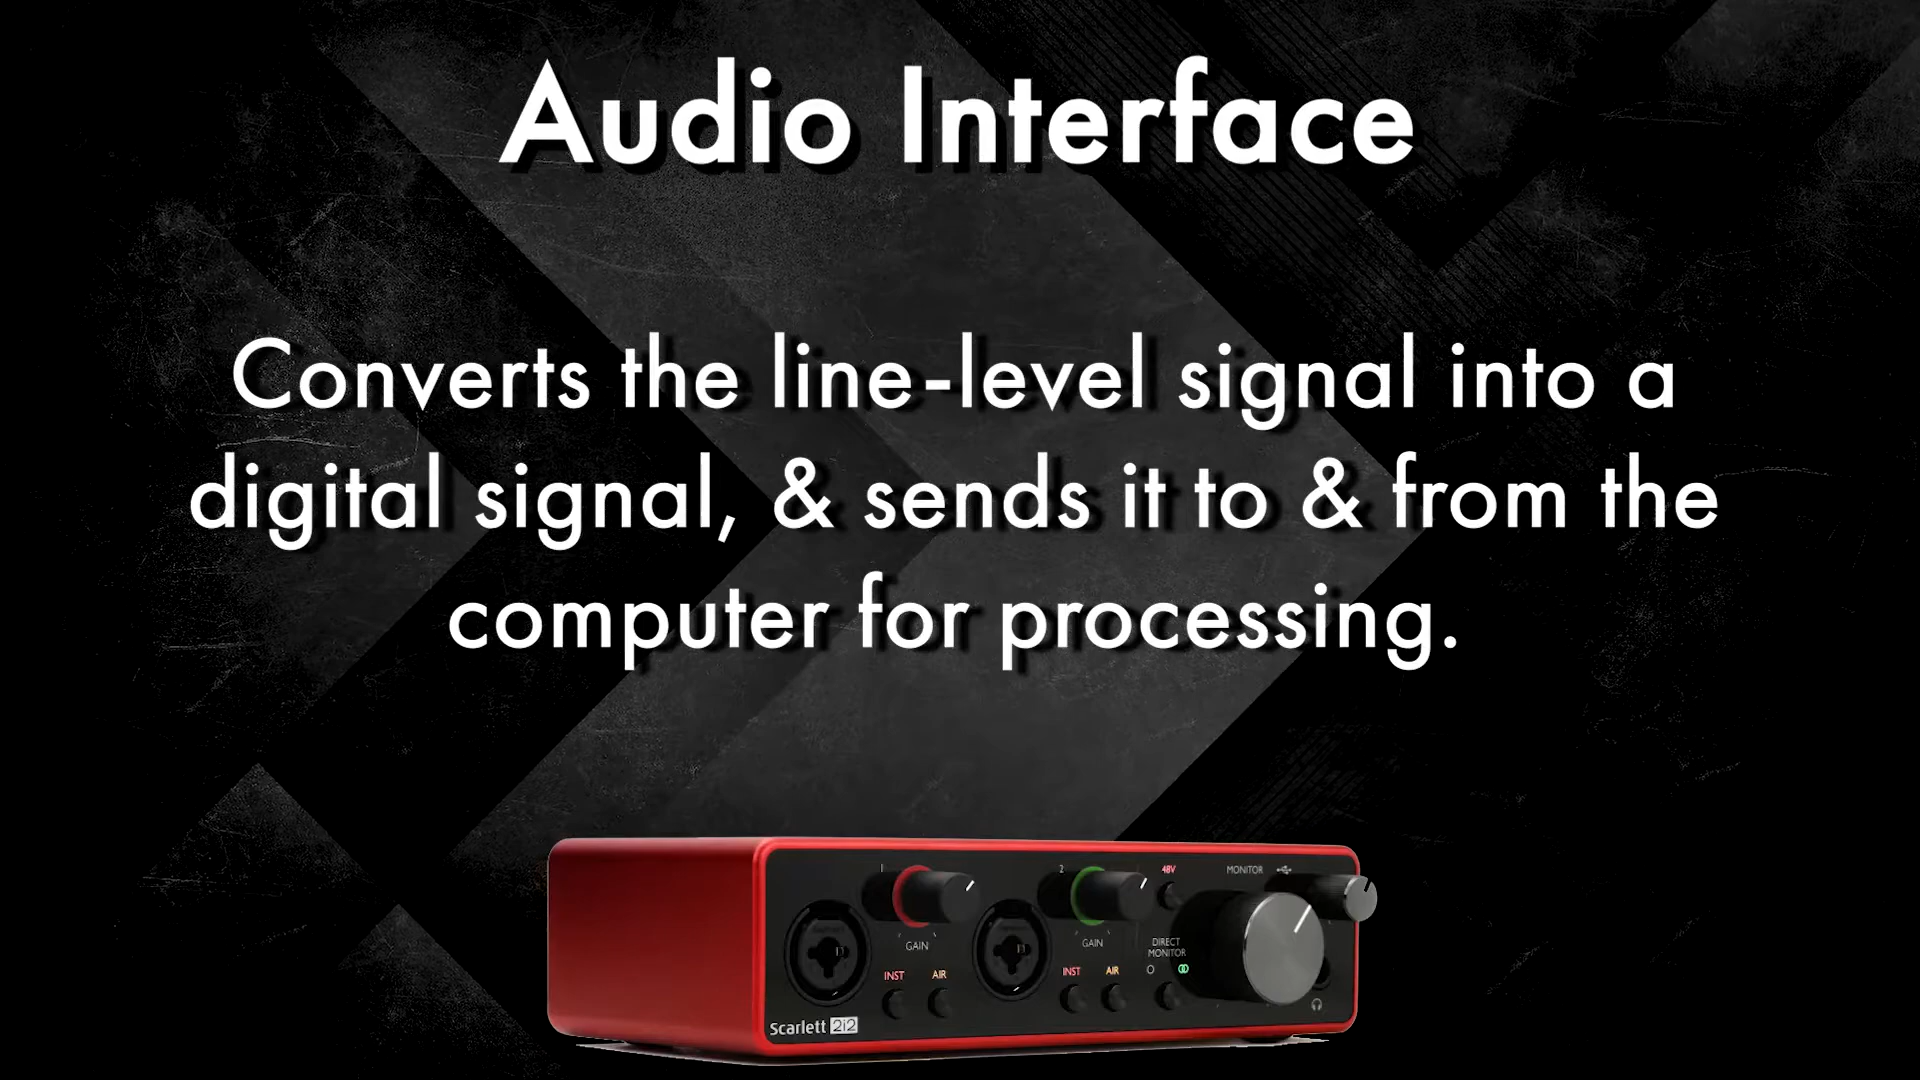 Audio Interface
Converts the line-level signal into a
digital signal, & sends it to & from the
computer for processing.
1
2
48V
MONITOR
GAIN
GAIN
DIRECT
MONITOR
INST
AIR
INST
AIR
Scarlett 2i2